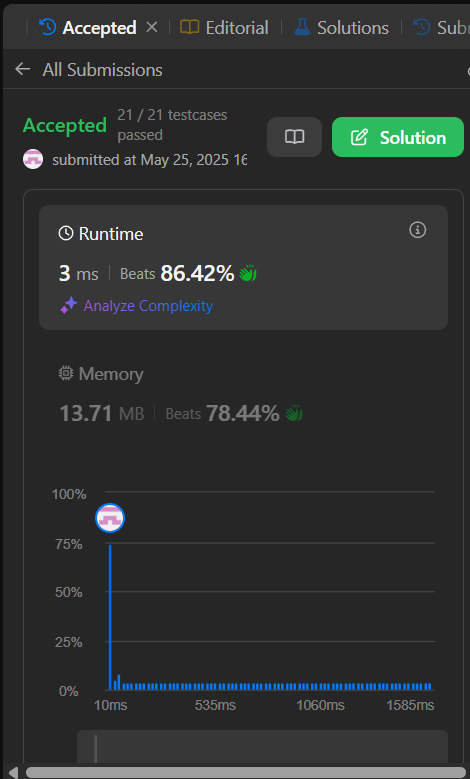 Accepted Editorial Solutions Sub
All Submissions
Accepted 21 / 21 testcases passed
submitted at May 25, 2025 16
Solution
Runtime
3 ms Beats 86.42%
Analyze Complexity
Memory
13.71 MB Beats 78.44%
100%
75%
50%
25%
0%
10ms 535ms 1060ms 1585ms